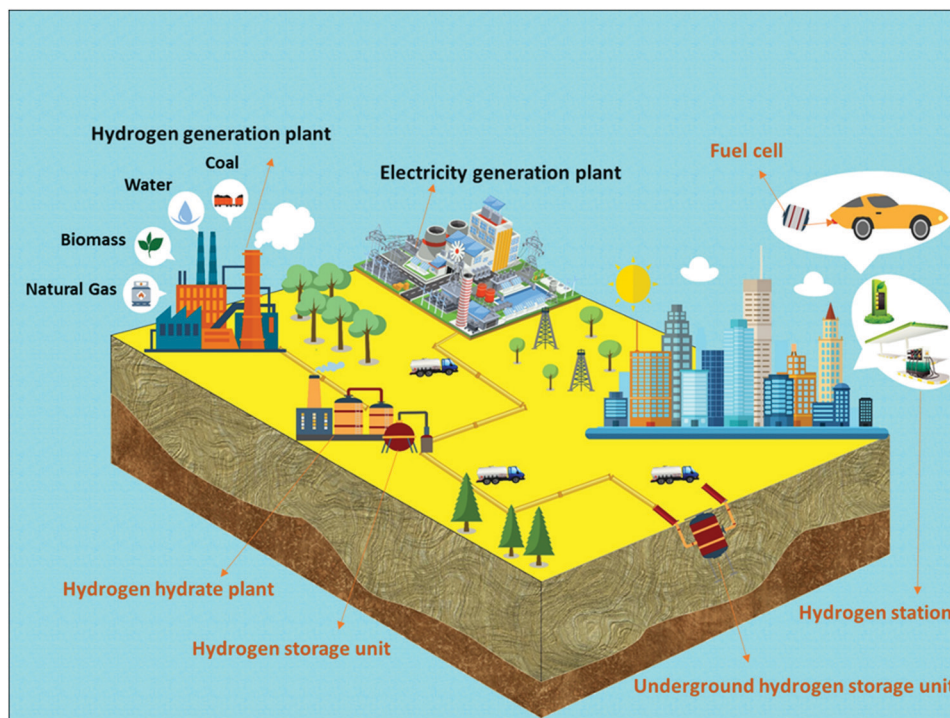 Hydrogen generation plant
Coal
Water
Biomass
Natural Gas
Electricity generation plant
Fuel cell
Hydrogen hydrate plant
Hydrogen storage unit
Hydrogen station
Underground hydrogen storage unit